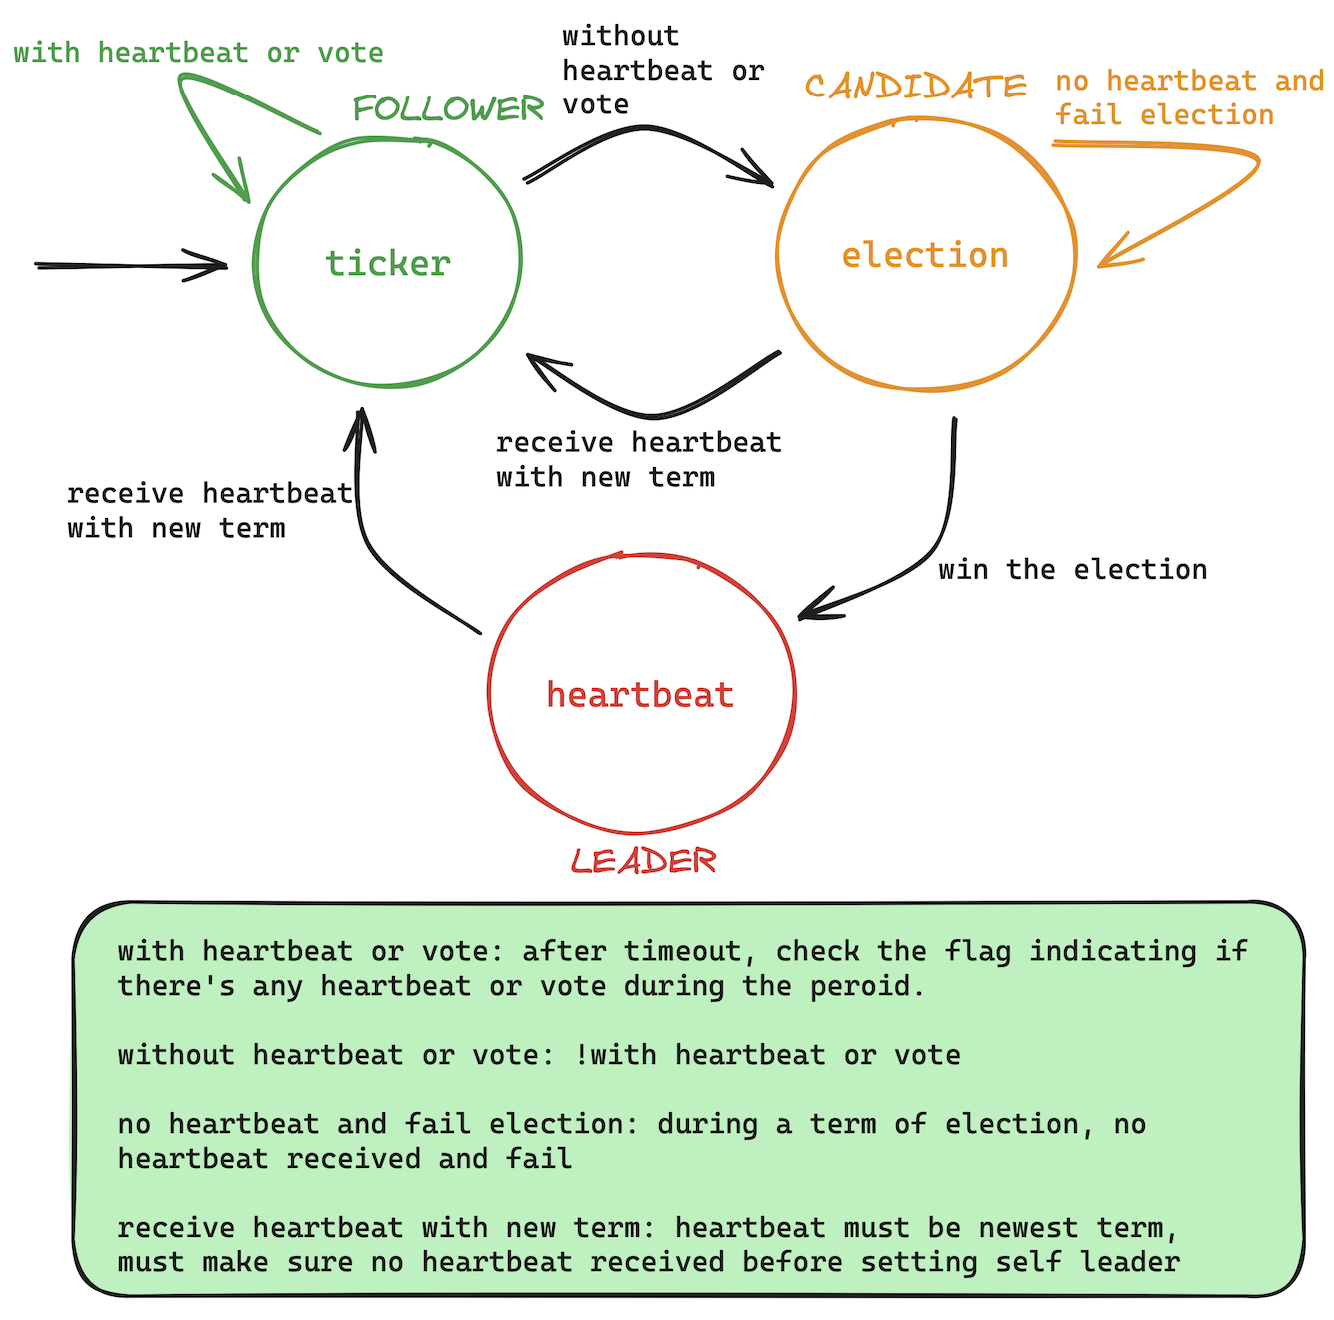 with heartbeat or vote
without
heartbeat or
vote
FOLLOWER
CANDIDATE
no heartbeat and
fail election
ticker
election
receive heartbeat
with new term
receive heartbeat
with new term
win the election
heartbeat
LEADER
with heartbeat or vote: after timeout, check the flag indicating if
there's any heartbeat or vote during the peroid.
without heartbeat or vote: !with heartbeat or vote
no heartbeat and fail election: during a term of election, no
heartbeat received and fail
receive heartbeat with new term: heartbeat must be newest term,
must make sure no heartbeat received before setting self leader